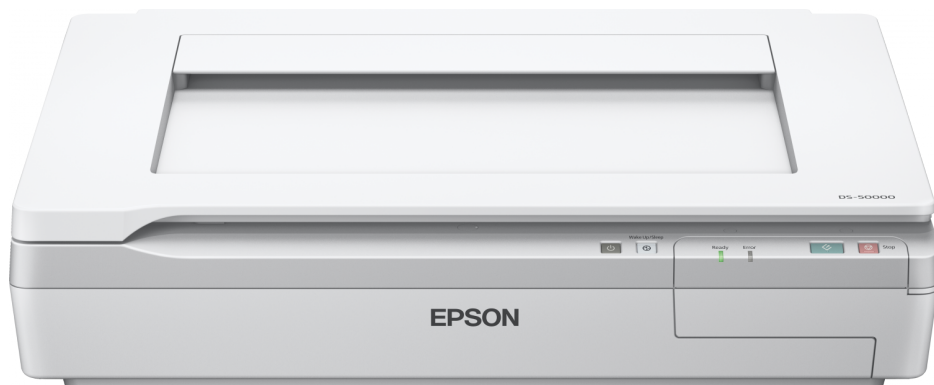 DS-50000
Wake Up/Sleep
Ready Error
Stop
EPSON